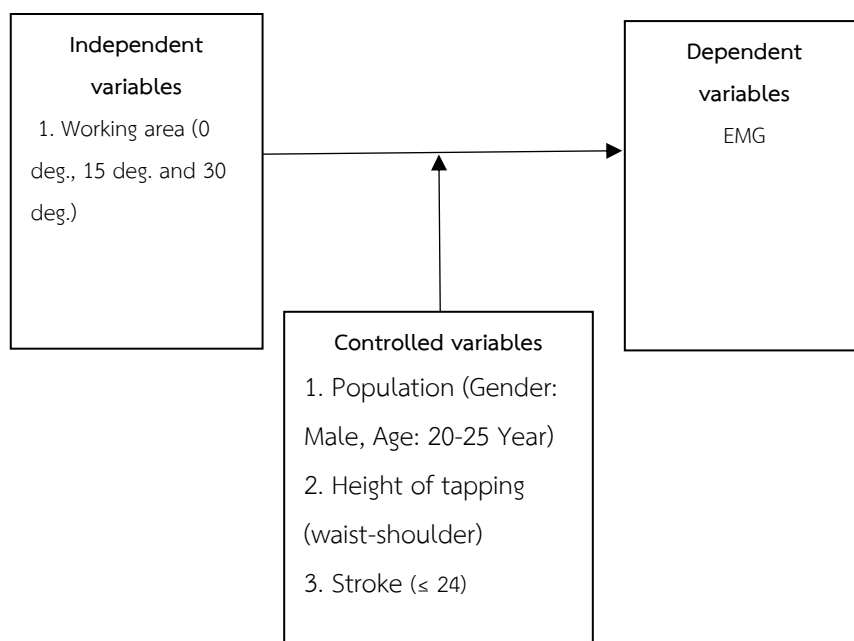 Independent
variables
1. Working area (0
deg., 15 deg. and 30
deg.)
Dependent
variables
EMG
Controlled variables
1. Population (Gender:
Male, Age: 20-25 Year)
2. Height of tapping
(waist-shoulder)
3. Stroke (≤ 24)